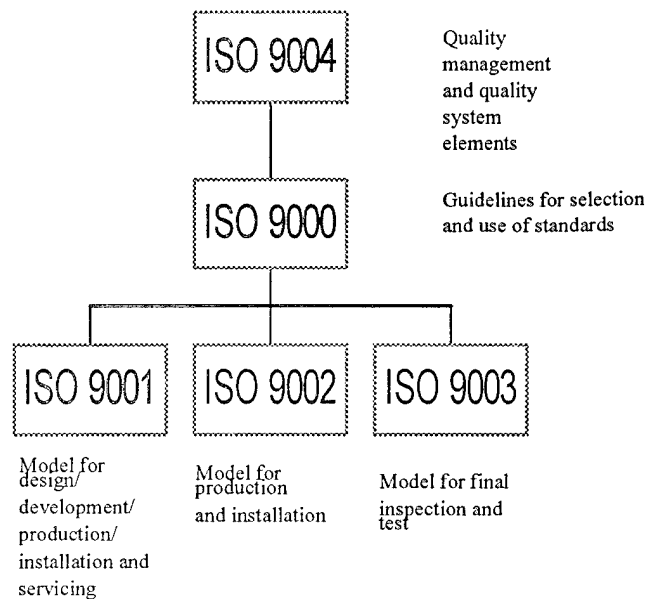 ISO 9004
Quality
management
and quality
system
elements
ISO 9000
Guidelines for selection
and use of standards
ISO 9001
ISO 9002
ISO 9003
Model for
design/
development/
production/
installation and
servicing
Model for
production
and installation
Model for final
inspection and
test